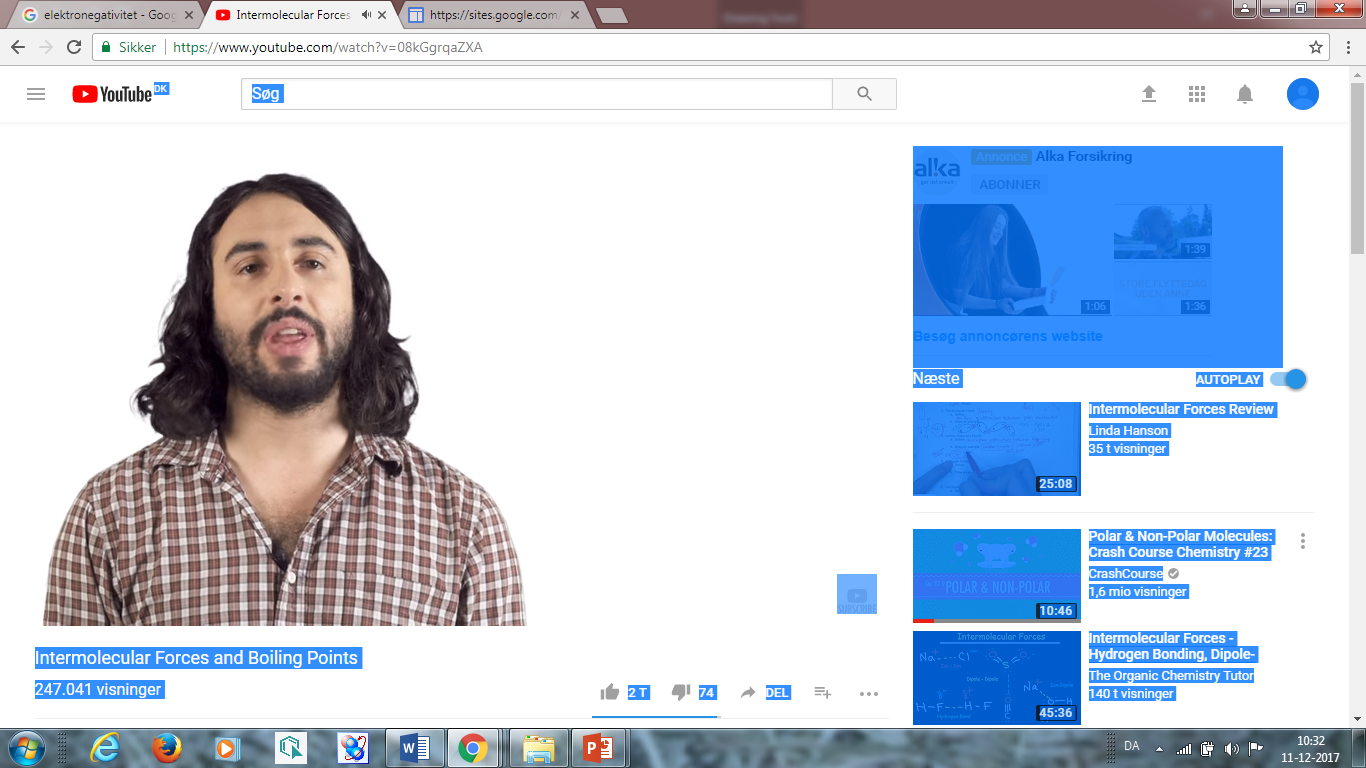 elektronegativitet - Goog
Intermolecular Forces
https://sites.google.com/
Sikker
https://www.youtube.com/watch?v=08kGgrqaZXA
YouTube DK
Søg
alka
Annonce Alka Forsikring
ABONNER
1:39
1:06
1:36
Besøg annoncørens website
Næste
AUTOPLAY
Intermolecular Forces Review
Linda Hanson
35 t visninger
25:08
Polar & Non-Polar Molecules:
Crash Course Chemistry #23
CrashCourse
1,6 mio visninger
POLAR & NON-POLAR
10:46
Intermolecular Forces -
Hydrogen Bonding, Dipole-
The Organic Chemistry Tutor
140 t visninger
Intermolecular Forces
45:36
SUBSCRIBE
Intermolecular Forces and Boiling Points
247.041 visninger
2 T
74
DEL
DA
10:32
11-12-2017